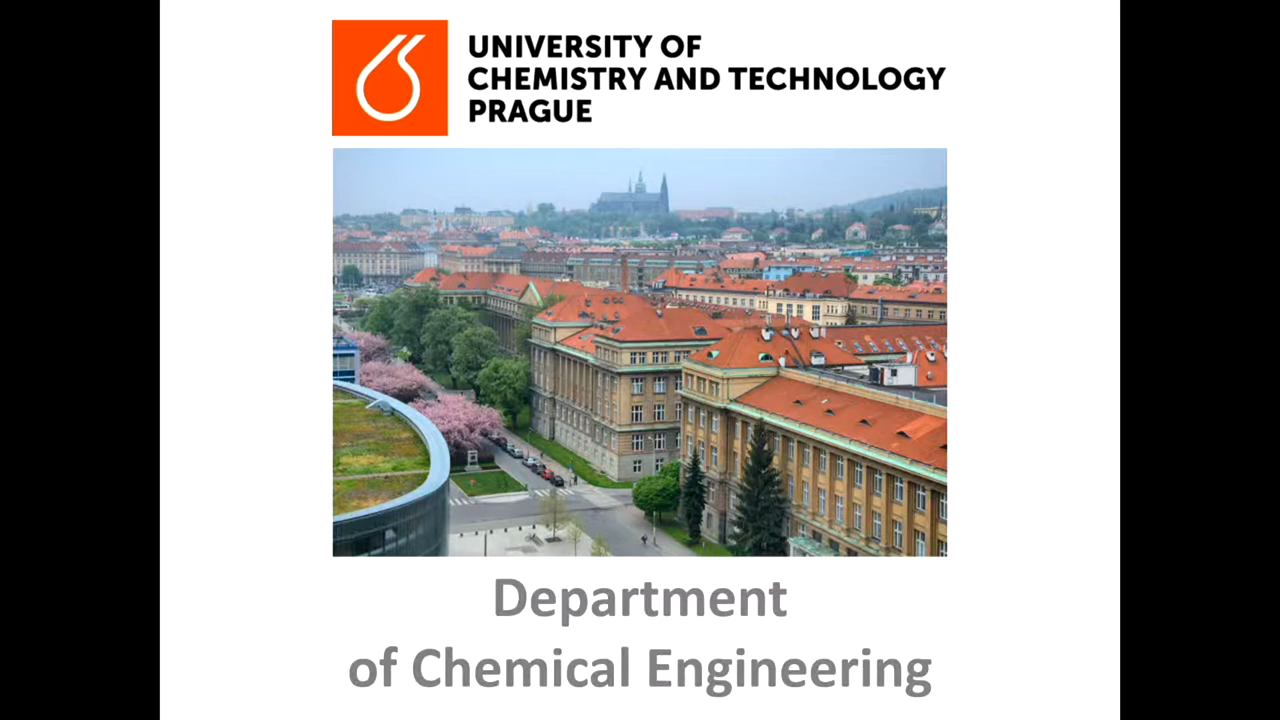 UNIVERSITY OF
CHEMISTRY AND TECHNOLOGY
PRAGUE
Department
of Chemical Engineering